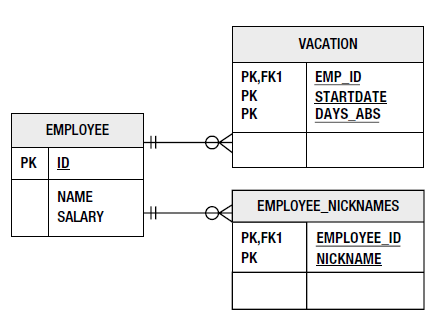 VACATION
PK,FK1 EMP_ID
PK STARTDATE
PK DAYS_ABS
EMPLOYEE
PK ID
NAME
SALARY
EMPLOYEE_NICKNAMES
PK,FK1 EMPLOYEE_ID
PK NICKNAME